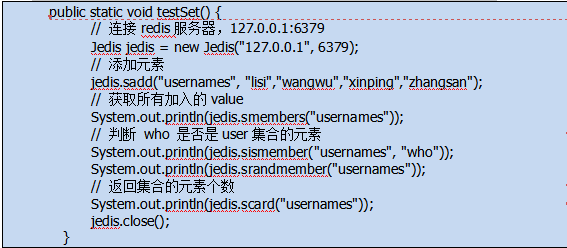 public static void testSet() {
// 连接 redis 服务器，127.0.0.1:6379
Jedis jedis = new Jedis("127.0.0.1", 6379);
// 添加元素
jedis.sadd("usernames", "lisi","wangwu","xinping","zhangsan");
// 获取所有加入的 value
System.out.println(jedis.smembers("usernames"));
// 判断 who 是否是 user 集合的元素
System.out.println(jedis.sismember("usernames", "who"));
System.out.println(jedis.srandmember("usernames"));
// 返回集合的元素个数
System.out.println(jedis.scard("usernames"));
jedis.close();
}